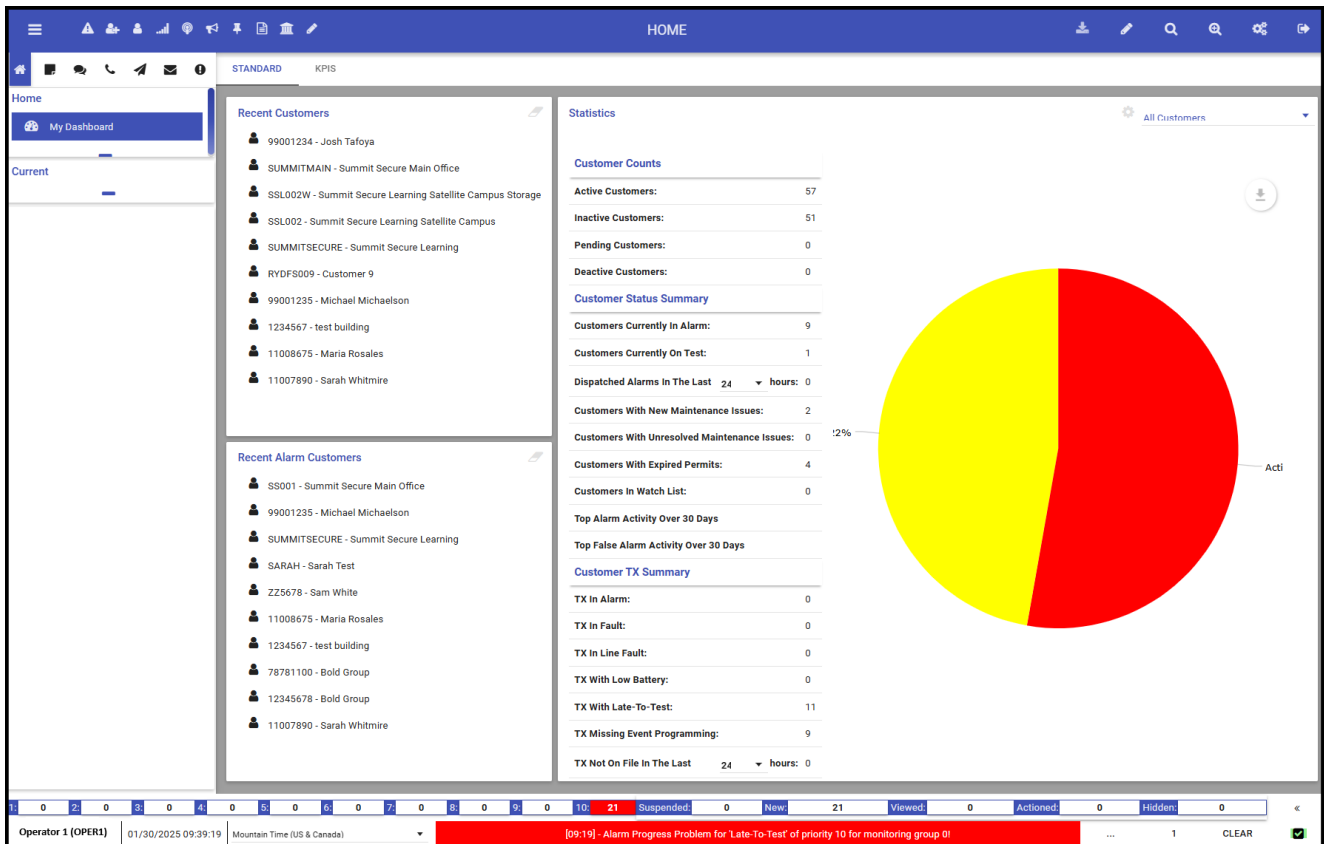 HOME
STANDARD KPIS
Home
My Dashboard
Current
Recent Customers
99001234 - Josh Tafoya
SUMMITMAIN - Summit Secure Main Office
SSL002W - Summit Secure Learning Satellite Campus Storage
SSL002 - Summit Secure Learning Satellite Campus
SUMMITSECURE - Summit Secure Learning
RYDFS009 - Customer 9
99001235 - Michael Michaelson
1234567 - test building
11008675 - Maria Rosales
11007890 - Sarah Whitmire
Recent Alarm Customers
SS001 - Summit Secure Main Office
99001235 - Michael Michaelson
SUMMITSECURE - Summit Secure Learning
SARAH - Sarah Test
ZZ5678 - Sam White
11008675 - Maria Rosales
1234567 - test building
78781100 - Bold Group
12345678 - Bold Group
11007890 - Sarah Whitmire
Statistics
All Customers
Customer Counts
Active Customers: 57
Inactive Customers: 51
Pending Customers: 0
Deactive Customers: 0
Customer Status Summary
Customers Currently In Alarm: 9
Customers Currently On Test: 1
Dispatched Alarms In The Last 24 hours: 0
Customers With New Maintenance Issues: 2
Customers With Unresolved Maintenance Issues: 0
Customers With Expired Permits: 4
Customers In Watch List: 0
Top Alarm Activity Over 30 Days
Top False Alarm Activity Over 30 Days
Customer TX Summary
TX In Alarm: 0
TX In Fault: 0
TX In Line Fault: 0
TX With Low Battery: 0
TX With Late-To-Test: 11
TX Missing Event Programming: 9
TX Not On File In The Last 24 hours: 0
22%
Acti
1: 0 2: 0 3: 0 4: 0 5: 0 6: 0 7: 0 8: 0 9: 0 10: 21 Suspended: 0 New: 21 Viewed: 0 Actioned: 0 Hidden: 0 «
Operator 1 (OPER1) 01/30/2025 09:39:19 Mountain Time (US & Canada) [09:19] - Alarm Progress Problem for 'Late-To-Test' of priority 10 for monitoring group 0! ... 1 CLEAR